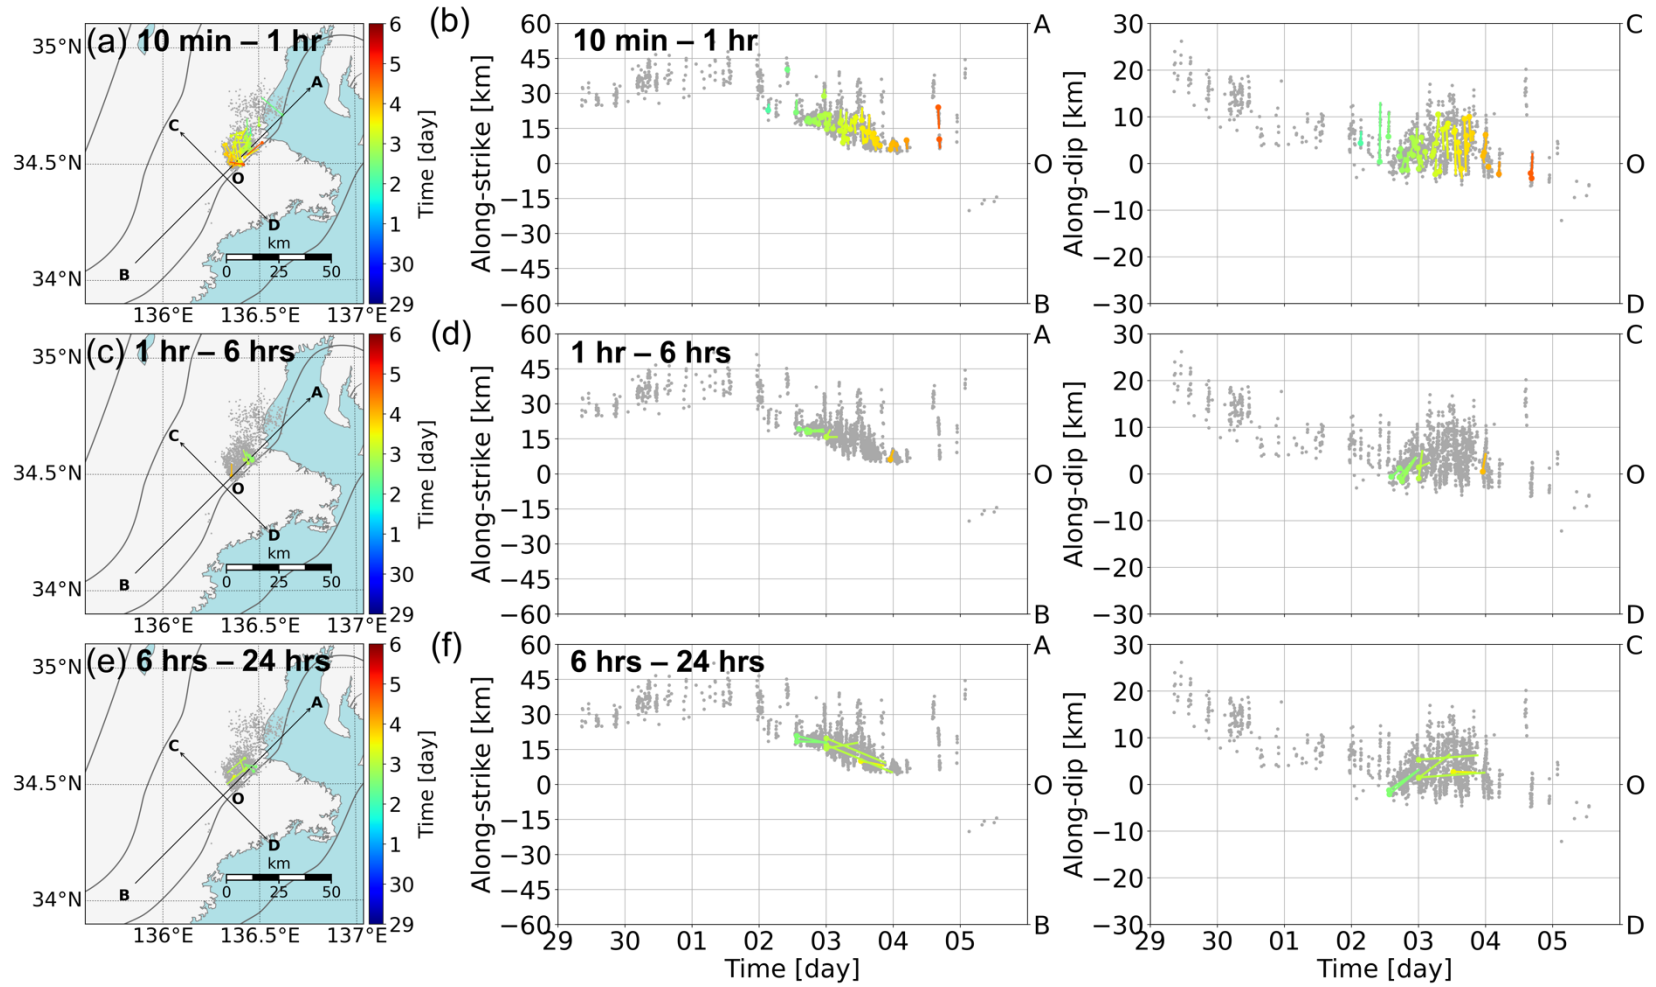 (a) 10 min – 1 hr
35°N
34.5°N
34°N
136°E 136.5°E 137°E
A
C
O
D
B
km
0 25 50
6
5
4
3
2
1
30
29
Time [day]
(b)
10 min – 1 hr
60
45
30
15
0
−15
−30
−45
−60
Along-strike [km]
A
O
B
30
20
10
0
−10
−20
−30
Along-dip [km]
C
O
D
(c) 1 hr – 6 hrs
35°N
34.5°N
34°N
136°E 136.5°E 137°E
A
C
O
D
B
km
0 25 50
6
5
4
3
2
1
30
29
Time [day]
(d)
1 hr – 6 hrs
60
45
30
15
0
−15
−30
−45
−60
Along-strike [km]
A
O
B
30
20
10
0
−10
−20
−30
Along-dip [km]
C
O
D
(e) 6 hrs – 24 hrs
35°N
34.5°N
34°N
136°E 136.5°E 137°E
A
C
O
D
B
km
0 25 50
6
5
4
3
2
1
30
29
Time [day]
(f)
6 hrs – 24 hrs
60
45
30
15
0
−15
−30
−45
−60
Along-strike [km]
A
O
B
29 30 01 02 03 04 05
Time [day]
30
20
10
0
−10
−20
−30
Along-dip [km]
C
O
D
29 30 01 02 03 04 05
Time [day]